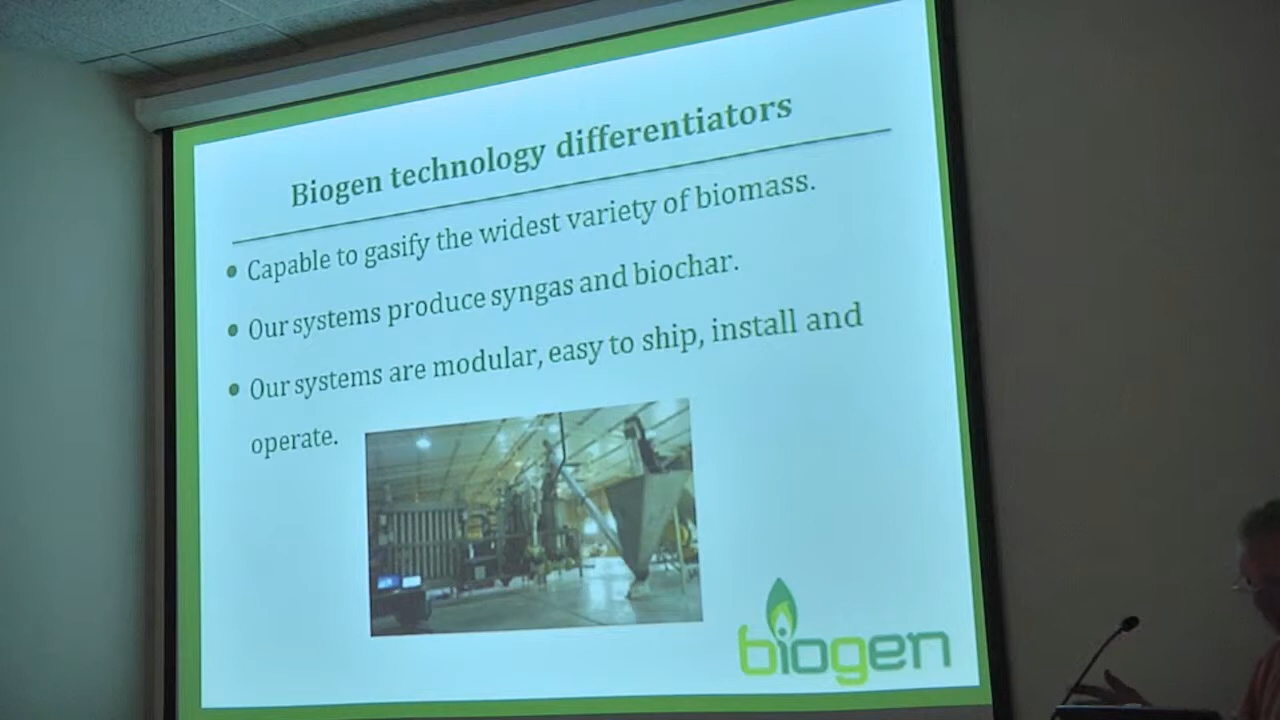 Biogen technology differentiators
• Capable to gasify the widest variety of biomass.
• Our systems produce syngas and biochar.
• Our systems are modular, easy to ship, install and
operate.
biogen